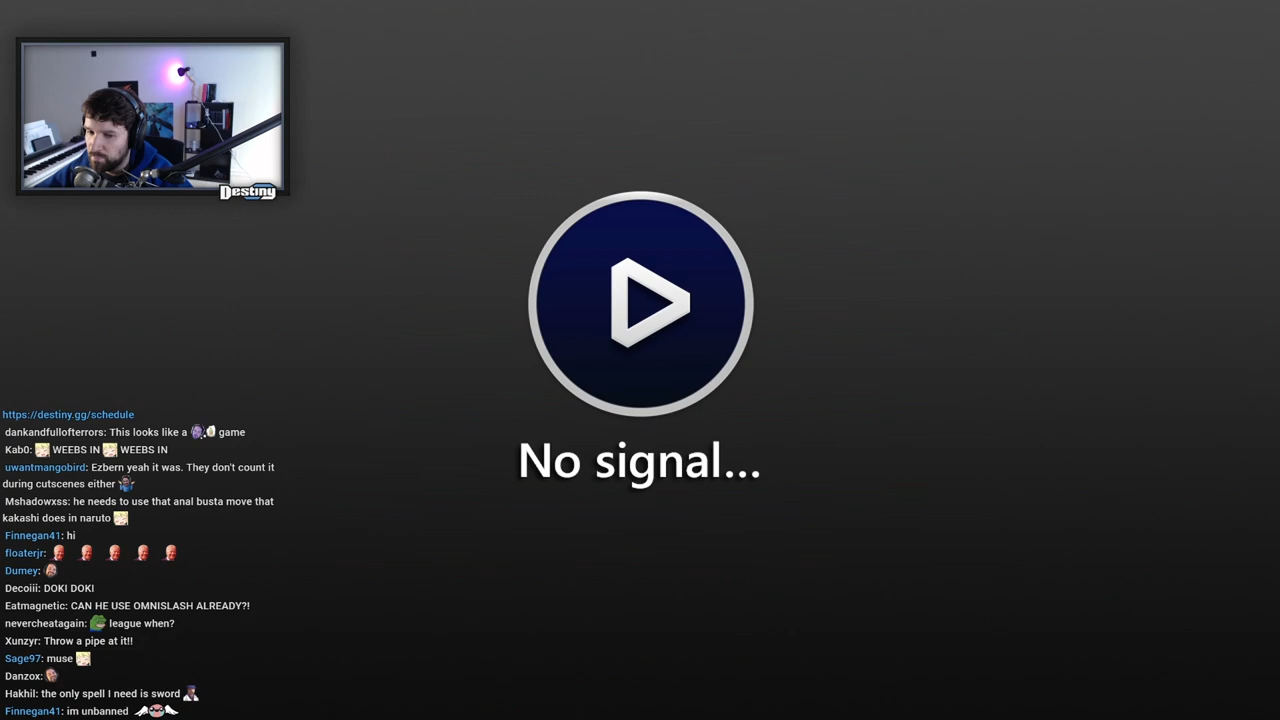 Destiny
No signal...
https://destiny.gg/schedule
dankandfullofterrors: This looks like a game
Kab0: WEEBS IN WEEBS IN
uwantmangobird: Ezbern yeah it was. They don't count it
during cutscenes either
Mshadowxss: he needs to use that anal busta move that
kakashi does in naruto
Finnegan41: hi
floaterjr:
Dumey:
Decoiii: DOKI DOKI
Eatmagnetic: CAN HE USE OMNISLASH ALREADY?!
nevercheatagain: league when?
Xunzyr: Throw a pipe at it!!
Sage97: muse
Danzox:
Hakhil: the only spell I need is sword
Finnegan41: im unbanned